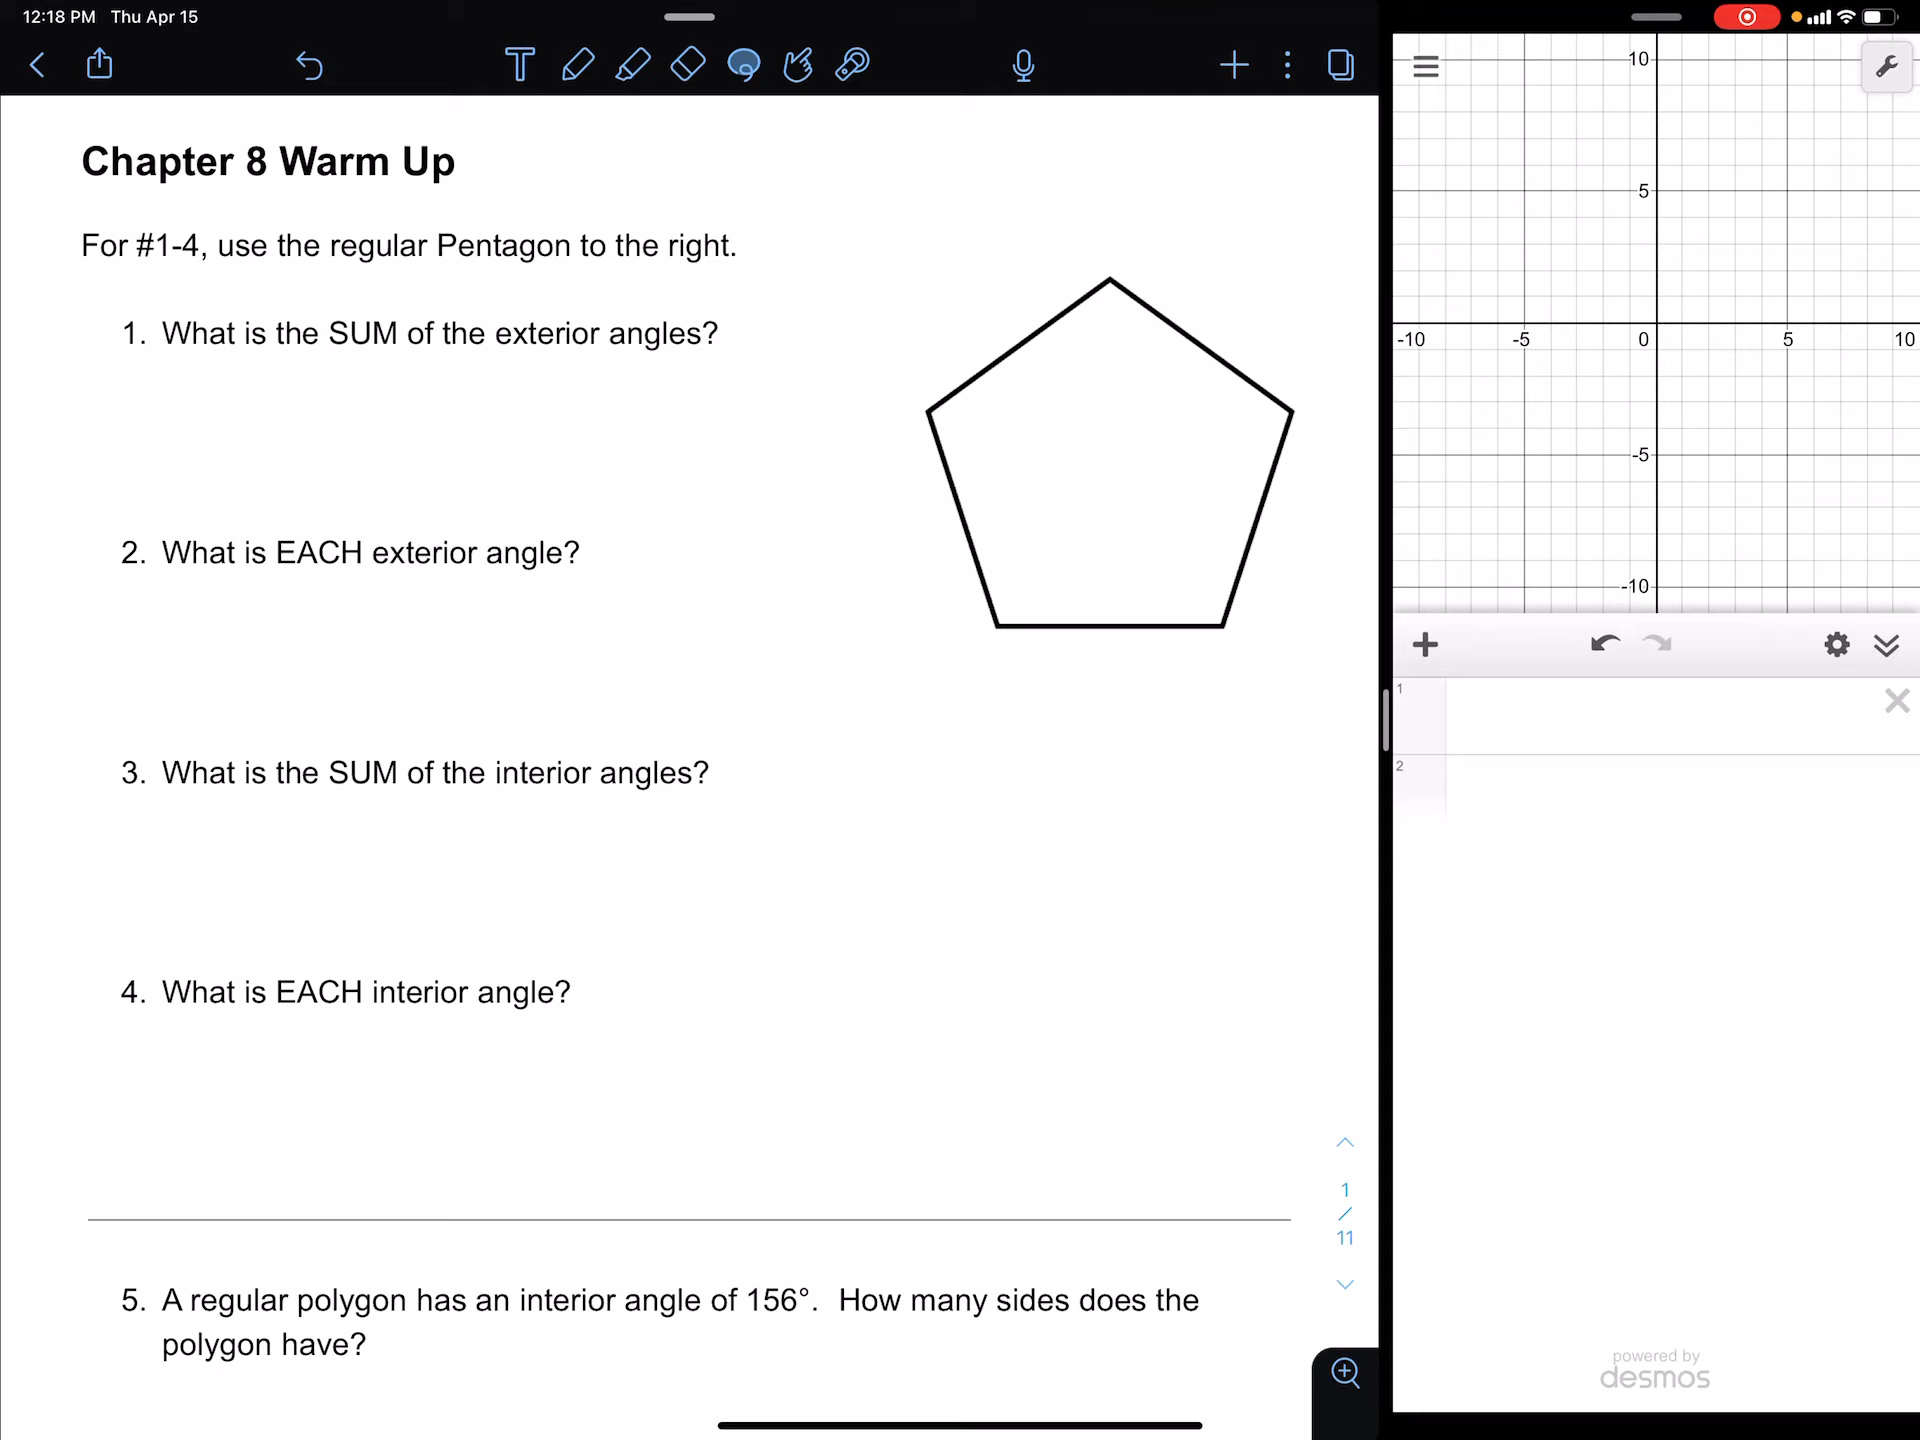 12:18 PM Thu Apr 15
Chapter 8 Warm Up
For #1-4, use the regular Pentagon to the right.
1. What is the SUM of the exterior angles?
2. What is EACH exterior angle?
3. What is the SUM of the interior angles?
4. What is EACH interior angle?
1
/
11
5. A regular polygon has an interior angle of 156°. How many sides does the
polygon have?
10
5
-10 -5 0 5 10
-5
-10
1
2
powered by
desmos